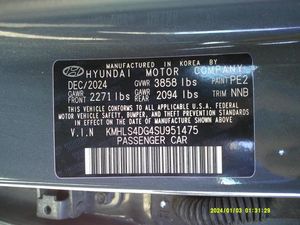 HYUNDAI MOTOR COMPANY
MADE IN KOREA BY
DEC/2024 GVWR 3858 lbs PAINT PE2
GAWR FRONT 2271 lbs GAWR REAR 2094 lbs TRIM NNB
THIS VEHICLE CONFORMS TO ALL APPLICABLE U.S.
FEDERAL MOTOR VEHICLE SAFETY, BUMPER, AND
THEFT PREVENTION STANDARDS IN EFFECT ON THE
DATE OF MANUFACTURE SHOWN ABOVE.
V.I.N KMHLS4DG4SU951475
PASSENGER CAR
2024/01/03 01:31:29